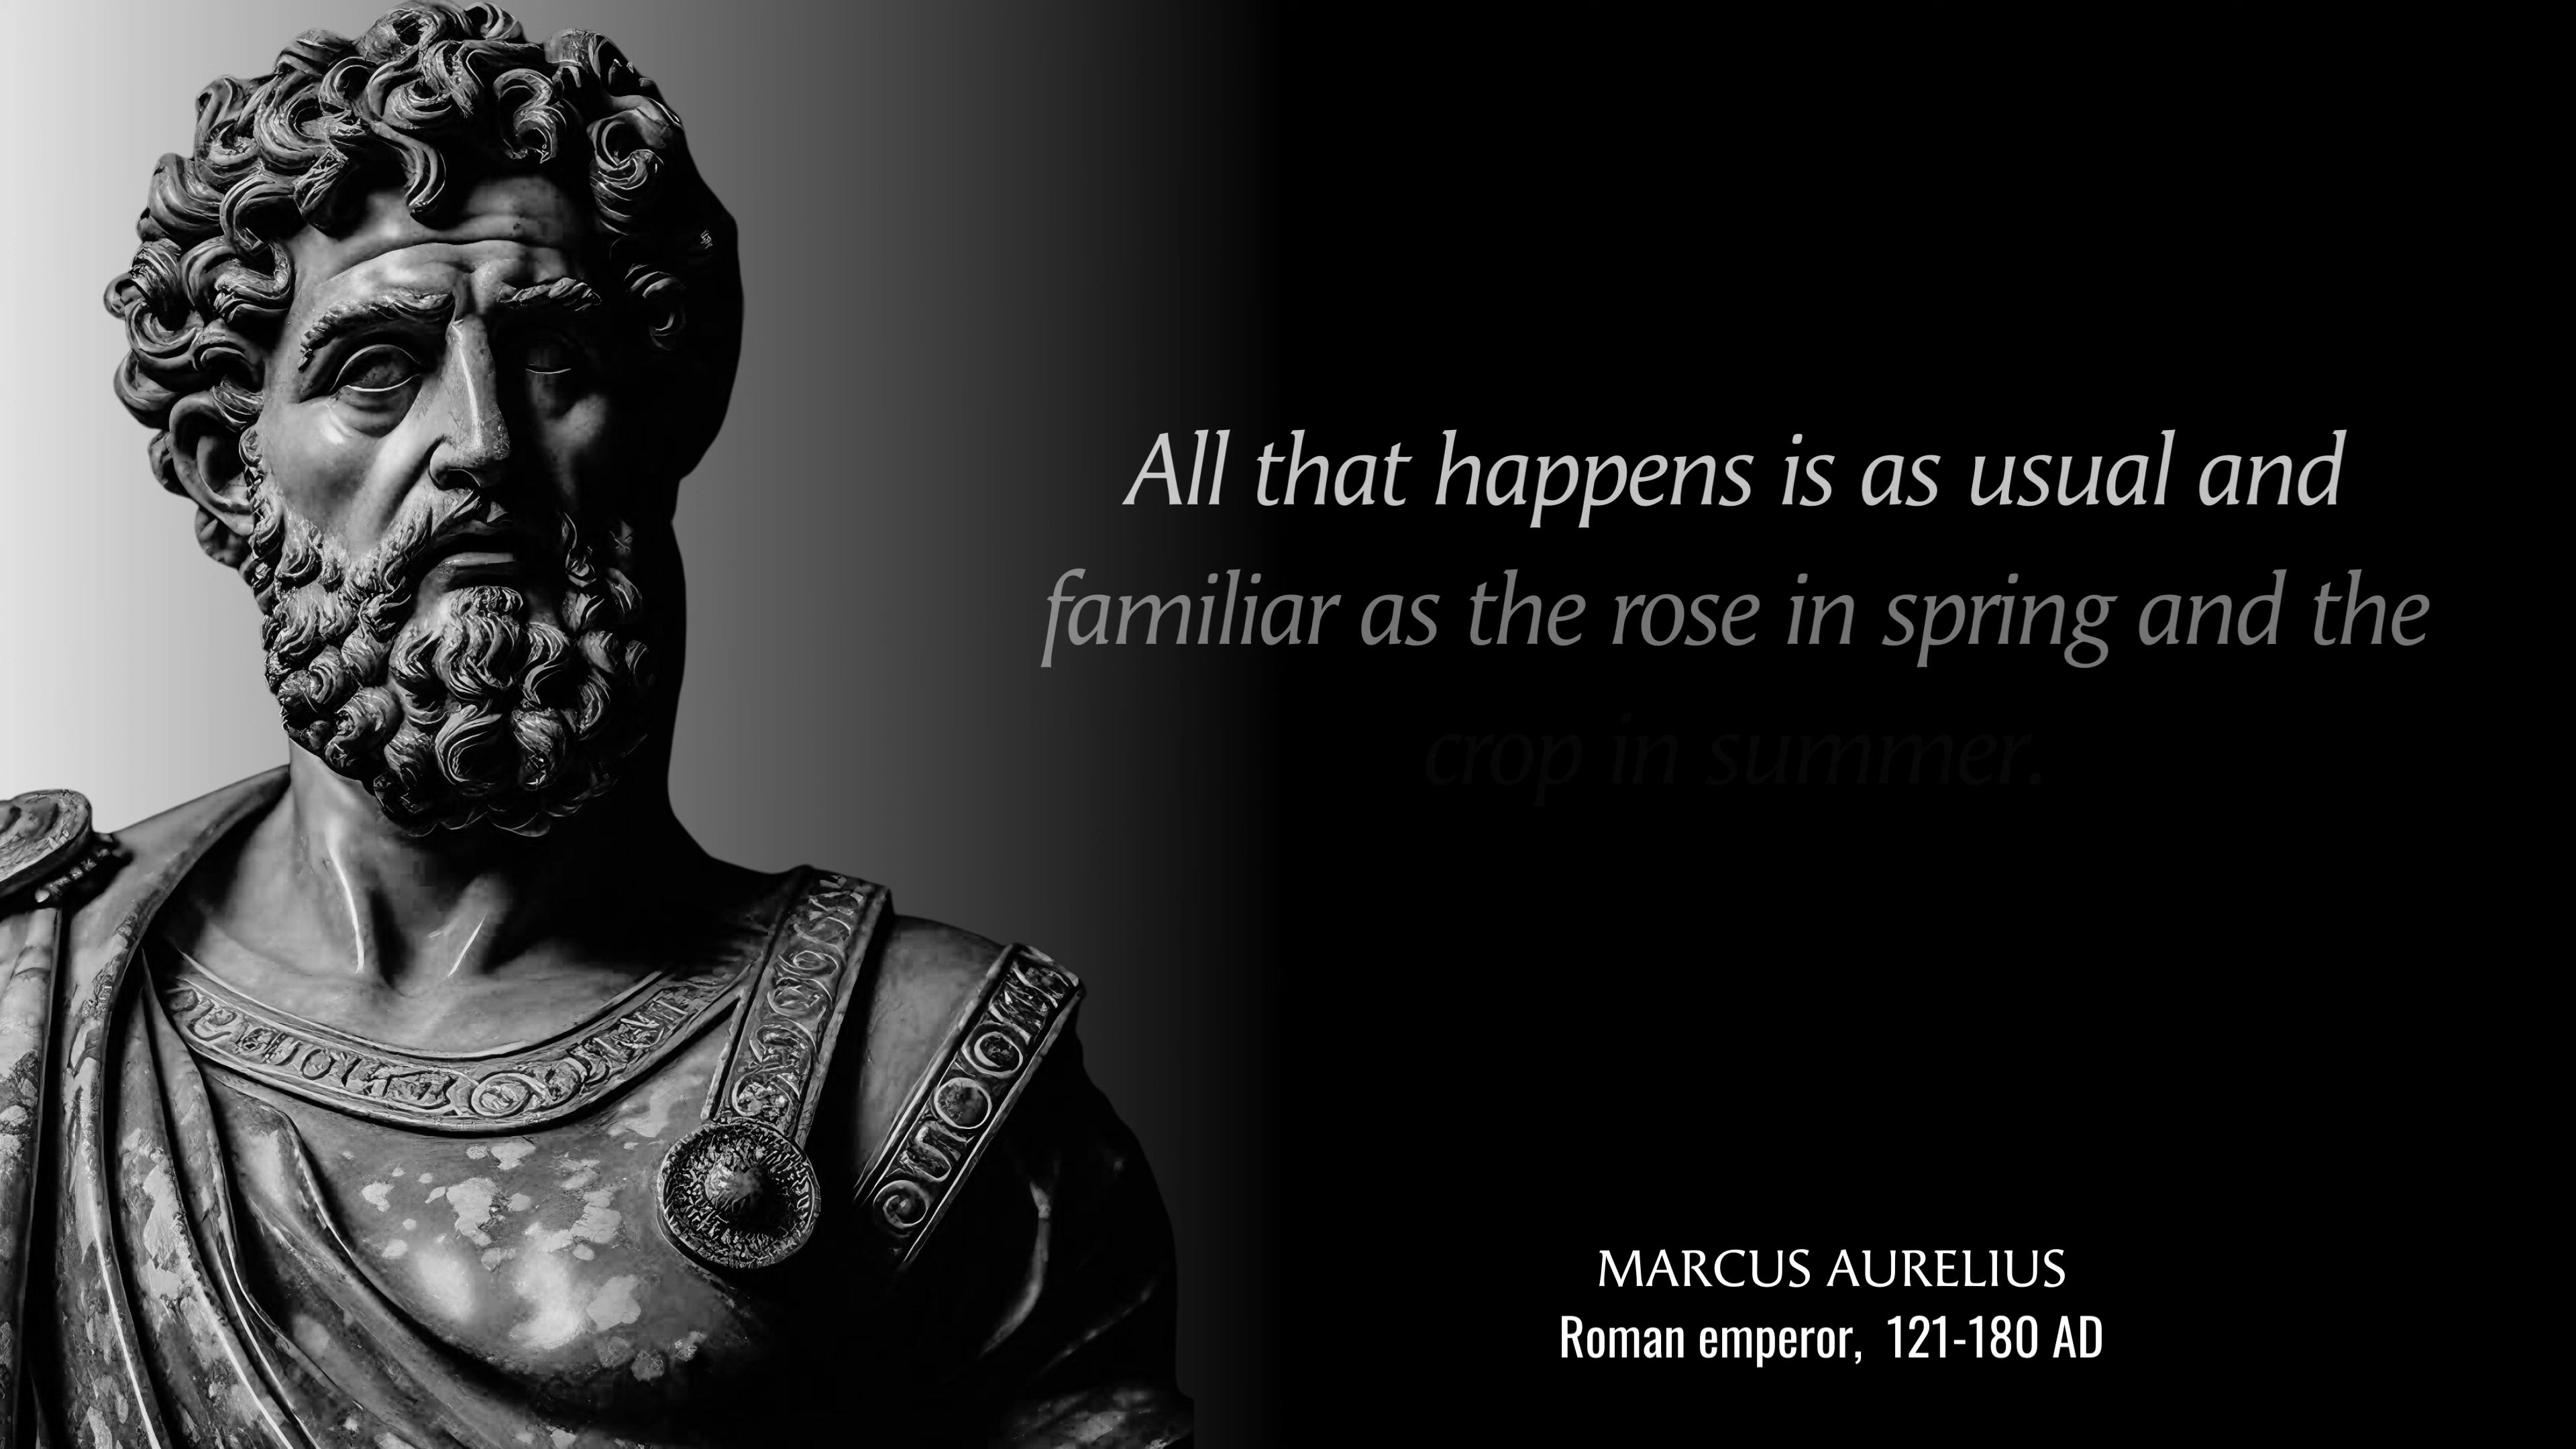 All that happens is as usual and
familiar as the rose in spring and the
crop in summer.
MARCUS AURELIUS
Roman emperor, 121-180 AD